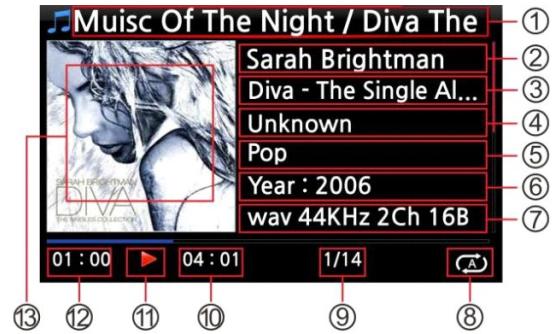 Muisc Of The Night / Diva The ①
Sarah Brightman ②
Diva - The Single Al... ③
Unknown ④
Pop ⑤
Year : 2006 ⑥
wav 44KHz 2Ch 16B ⑦
SARAH BRIGHTMAN
DIVA
THE SINGLES COLLECTION
01 : 00 04 : 01 1/14 A
⑬ ⑫ ⑪ ⑩ ⑨ ⑧